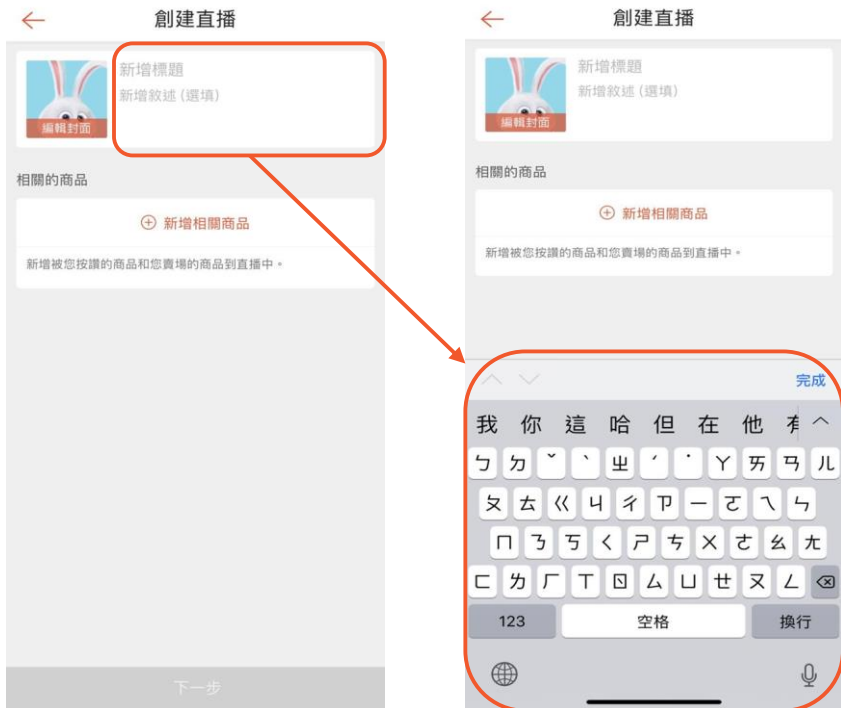 創建直播
新增標題
新增敘述 (選填)
編輯封面
相關的商品
新增相關商品
新增被您按讚的商品和您賣場的商品到直播中。
下一步
創建直播
新增標題
新增敘述 (選填)
編輯封面
相關的商品
新增相關商品
新增被您按讚的商品和您賣場的商品到直播中。
完成
我 你 這 哈 但 在 他 有
ㄅ ㄉ ˇ ˋ ㄓ ˊ ˙ ㄚ ㄞ ㄢ ㄦ
ㄆ ㄊ ㄍ ㄐ ㄔ ㄗ ㄧ ㄛ ㄟ ㄣ
ㄇ ㄋ ㄎ ㄑ ㄕ ㄘ ㄨ ㄜ ㄠ ㄤ
ㄈ ㄌ ㄏ ㄒ ㄖ ㄙ ㄩ ㄝ ㄡ ㄥ
123 空格 換行